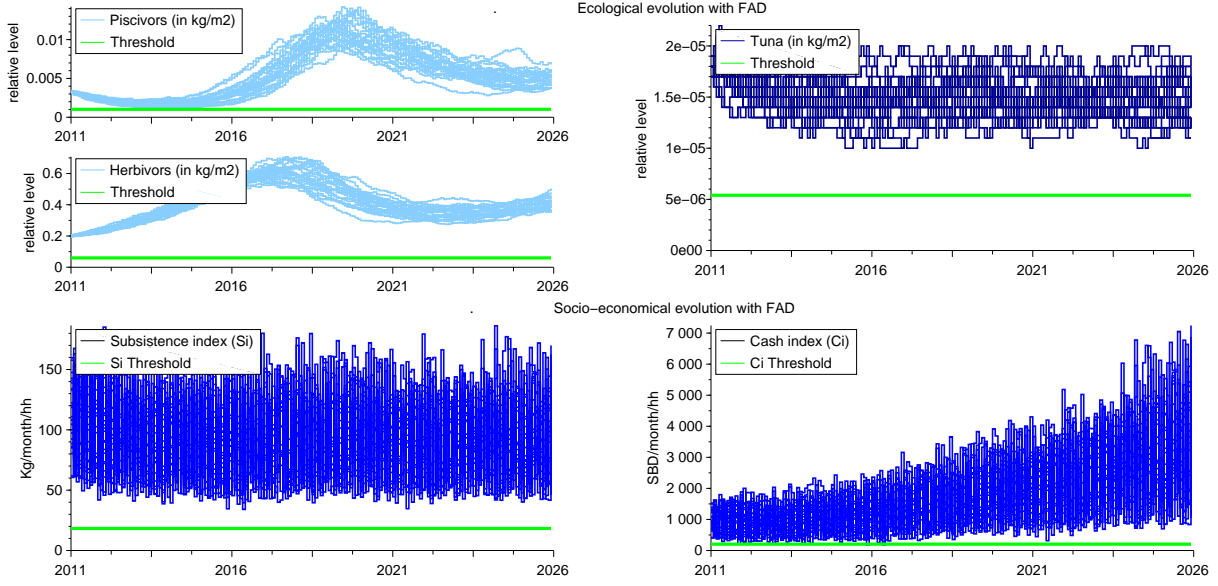 Ecological evolution with FAD
Piscivors (in kg/m2)
Threshold
relative level
0.01
0.005
0
2011
2016
2021
2026
Herbivors (in kg/m2)
Threshold
relative level
0.6
0.4
0.2
0
2011
2016
2021
2026
Tuna (in kg/m2)
Threshold
relative level
2e−05
1.5e−05
1e−05
5e−06
0e00
2011
2016
2021
2026
Socio−economical evolution with FAD
Subsistence index (Si)
Si Threshold
Kg/month/hh
150
100
50
0
2011
2016
2021
2026
Cash index (Ci)
Ci Threshold
SBD/month/hh
7 000
6 000
5 000
4 000
3 000
2 000
1 000
0
2011
2016
2021
2026